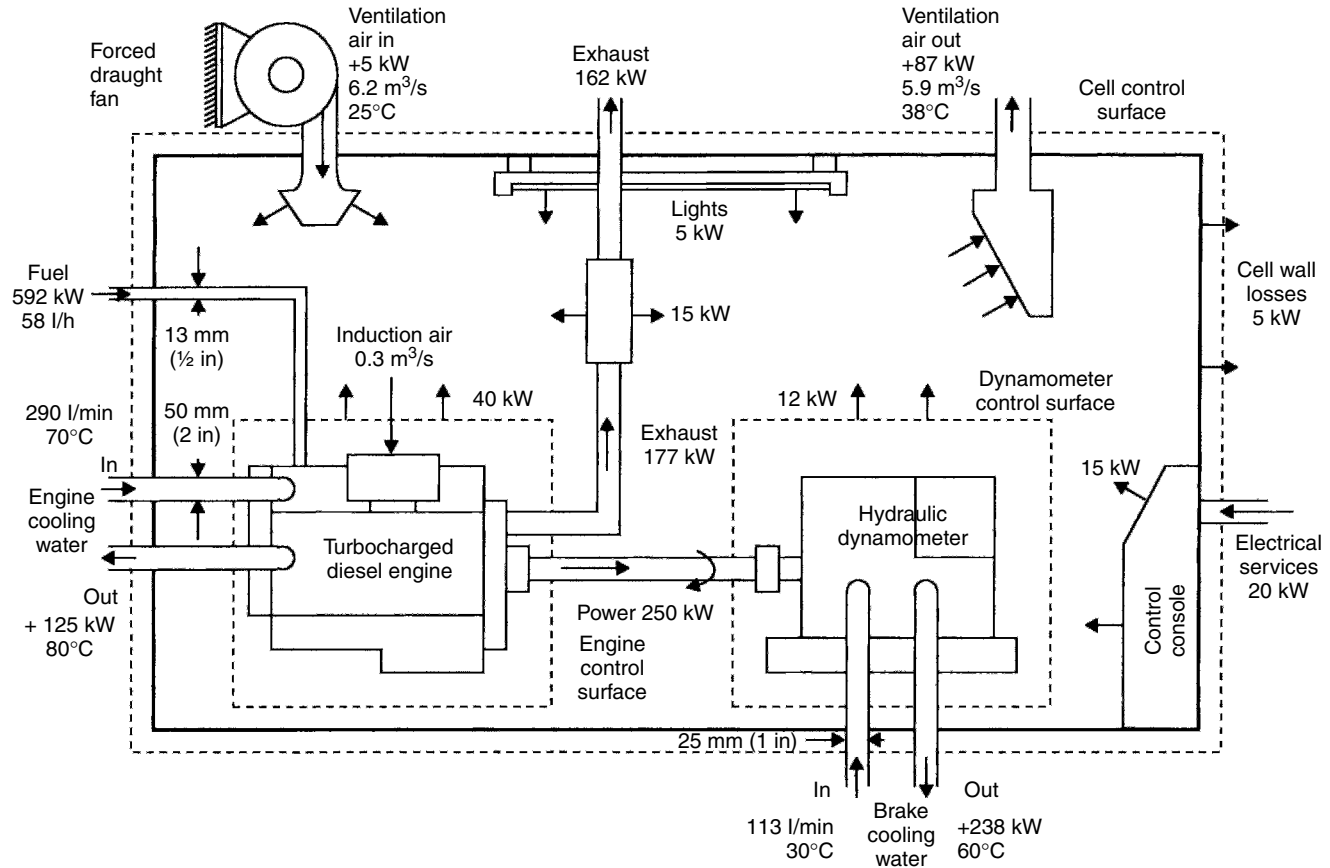 Forced
draught
fan
Ventilation
air in
+5 kW
6.2 m³/s
25°C
Exhaust
162 kW
Ventilation
air out
+87 kW
5.9 m³/s
38°C
Cell control
surface
Lights
5 kW
Fuel
592 kW
58 l/h
13 mm
(½ in)
Induction air
0.3 m³/s
15 kW
Cell wall
losses
5 kW
290 l/min
70°C
50 mm
(2 in)
40 kW
Exhaust
177 kW
12 kW
Dynamometer
control surface
In
Engine
cooling
water
Out
+ 125 kW
80°C
Turbocharged
diesel engine
Power 250 kW
Engine
control
surface
Hydraulic
dynamometer
15 kW
Control
console
Electrical
services
20 kW
25 mm (1 in)
In
113 l/min
30°C
Brake
cooling
water
Out
+238 kW
60°C